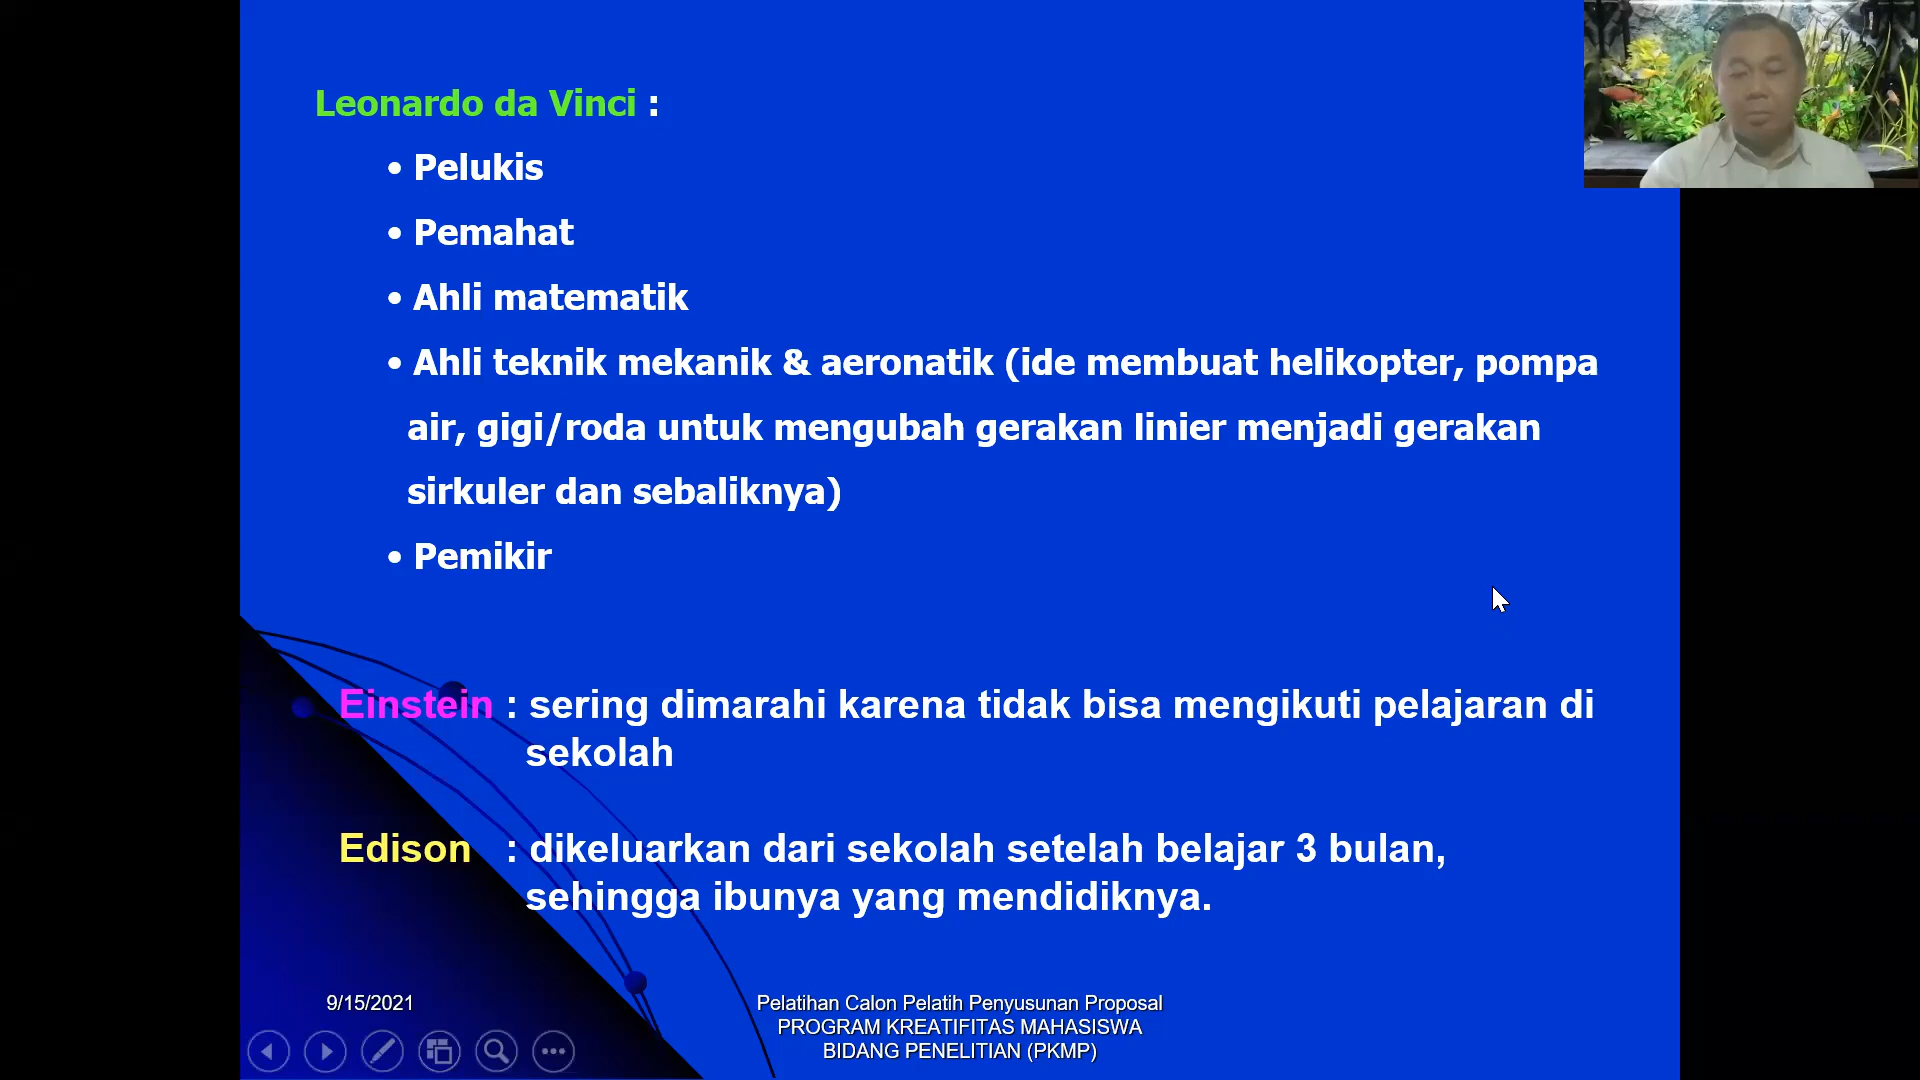 Leonardo da Vinci :
• Pelukis
• Pemahat
• Ahli matematik
• Ahli teknik mekanik & aeronatik (ide membuat helikopter, pompa
air, gigi/roda untuk mengubah gerakan linier menjadi gerakan
sirkuler dan sebaliknya)
• Pemikir
Einstein : sering dimarahi karena tidak bisa mengikuti pelajaran di
sekolah
Edison : dikeluarkan dari sekolah setelah belajar 3 bulan,
sehingga ibunya yang mendidiknya.
9/15/2021
Pelatihan Calon Pelatih Penyusunan Proposal
PROGRAM KREATIFITAS MAHASISWA
BIDANG PENELITIAN (PKMP)